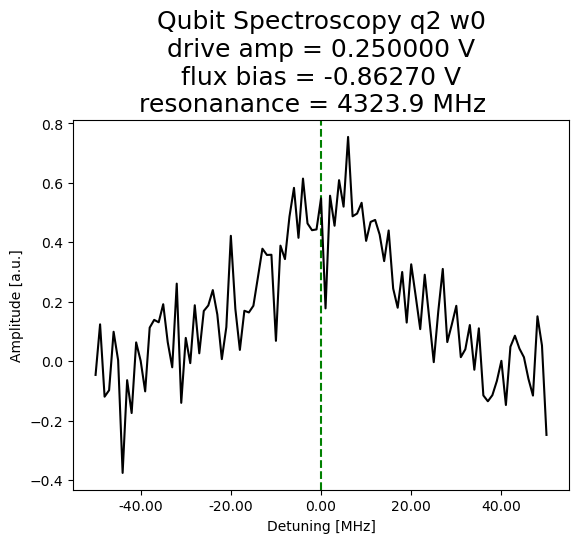 Qubit Spectroscopy q2 w0
drive amp = 0.250000 V
flux bias = -0.86270 V
resonanance = 4323.9 MHz
0.8
0.6
0.4
0.2
0.0
−0.2
−0.4
Amplitude [a.u.]
-40.00 -20.00 0.00 20.00 40.00
Detuning [MHz]